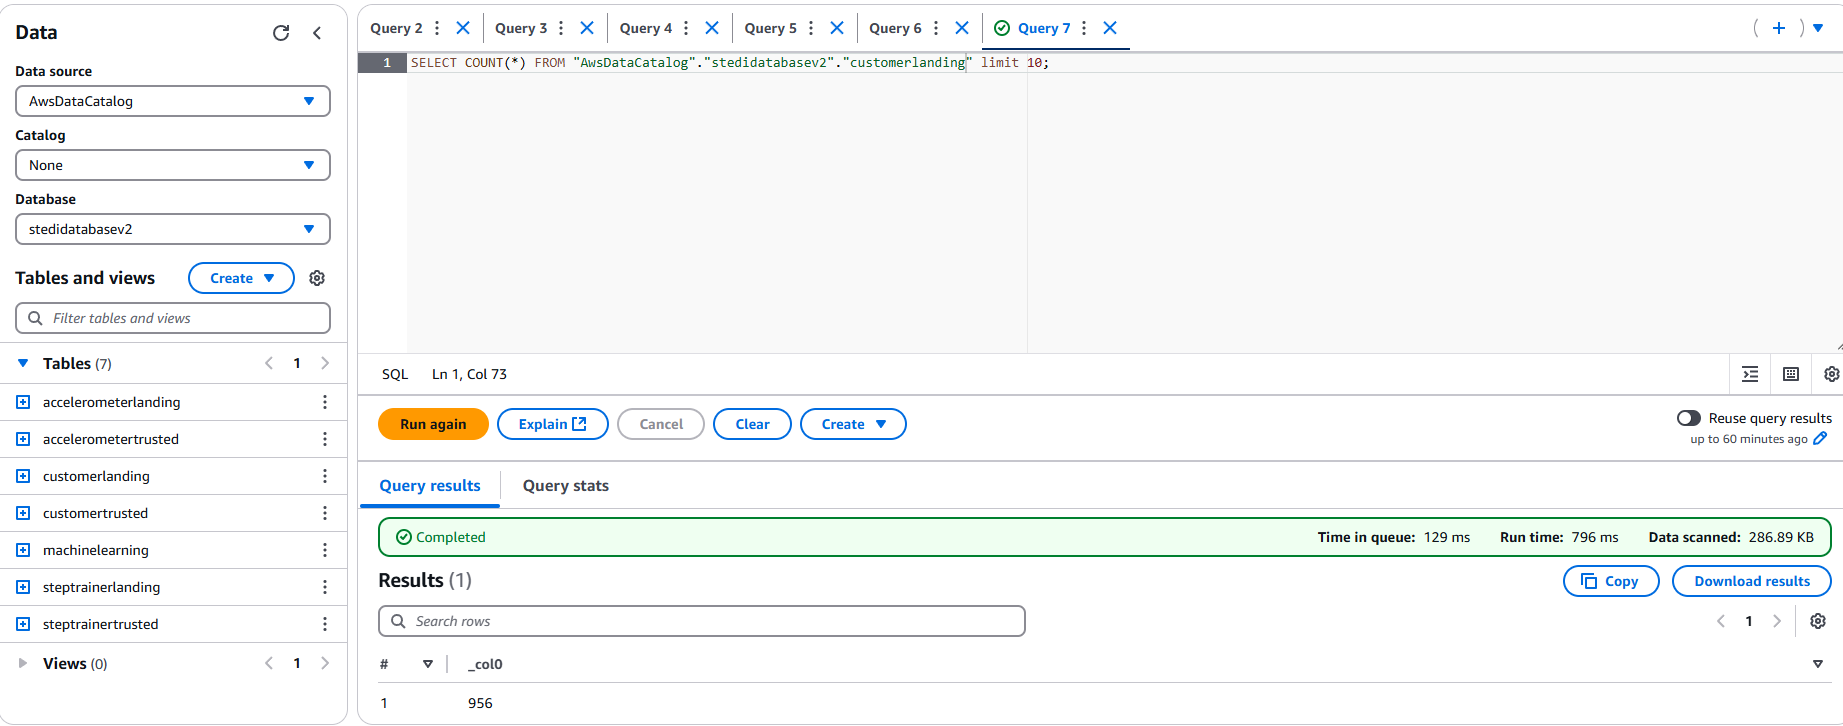 Data
Data source
AwsDataCatalog
Catalog
None
Database
stedidatabasev2
Tables and views
Create
Filter tables and views
Tables (7)
1
accelerometerlanding
accelerometertrusted
customerlanding
customertrusted
machinelearning
steptrainerlanding
steptrainertrusted
Views (0)
1
Query 2
Query 3
Query 4
Query 5
Query 6
Query 7
1 SELECT COUNT(*) FROM "AwsDataCatalog"."stedidatabasev2"."customerlanding" limit 10;
SQL Ln 1, Col 73
Run again
Explain
Cancel
Clear
Create
Reuse query results
up to 60 minutes ago
Query results
Query stats
Completed
Time in queue: 129 ms Run time: 796 ms Data scanned: 286.89 KB
Results (1)
Copy
Download results
Search rows
1
# _col0
1 956